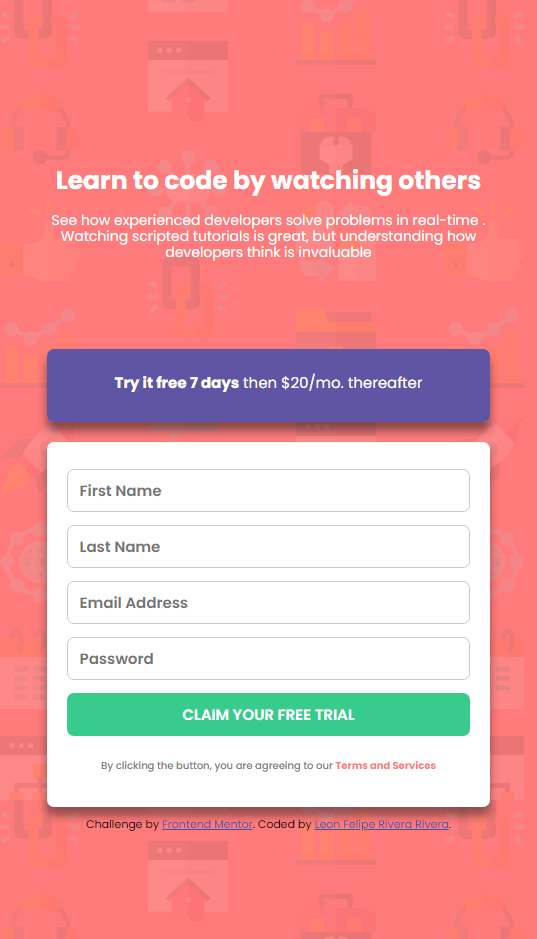 Learn to code by watching others
See how experienced developers solve problems in real-time .
Watching scripted tutorials is great, but understanding how
developers think is invaluable
Try it free 7 days then $20/mo. thereafter
First Name
Last Name
Email Address
Password
CLAIM YOUR FREE TRIAL
By clicking the button, you are agreeing to our Terms and Services
Challenge by Frontend Mentor. Coded by Leon Felipe Rivera Rivera.